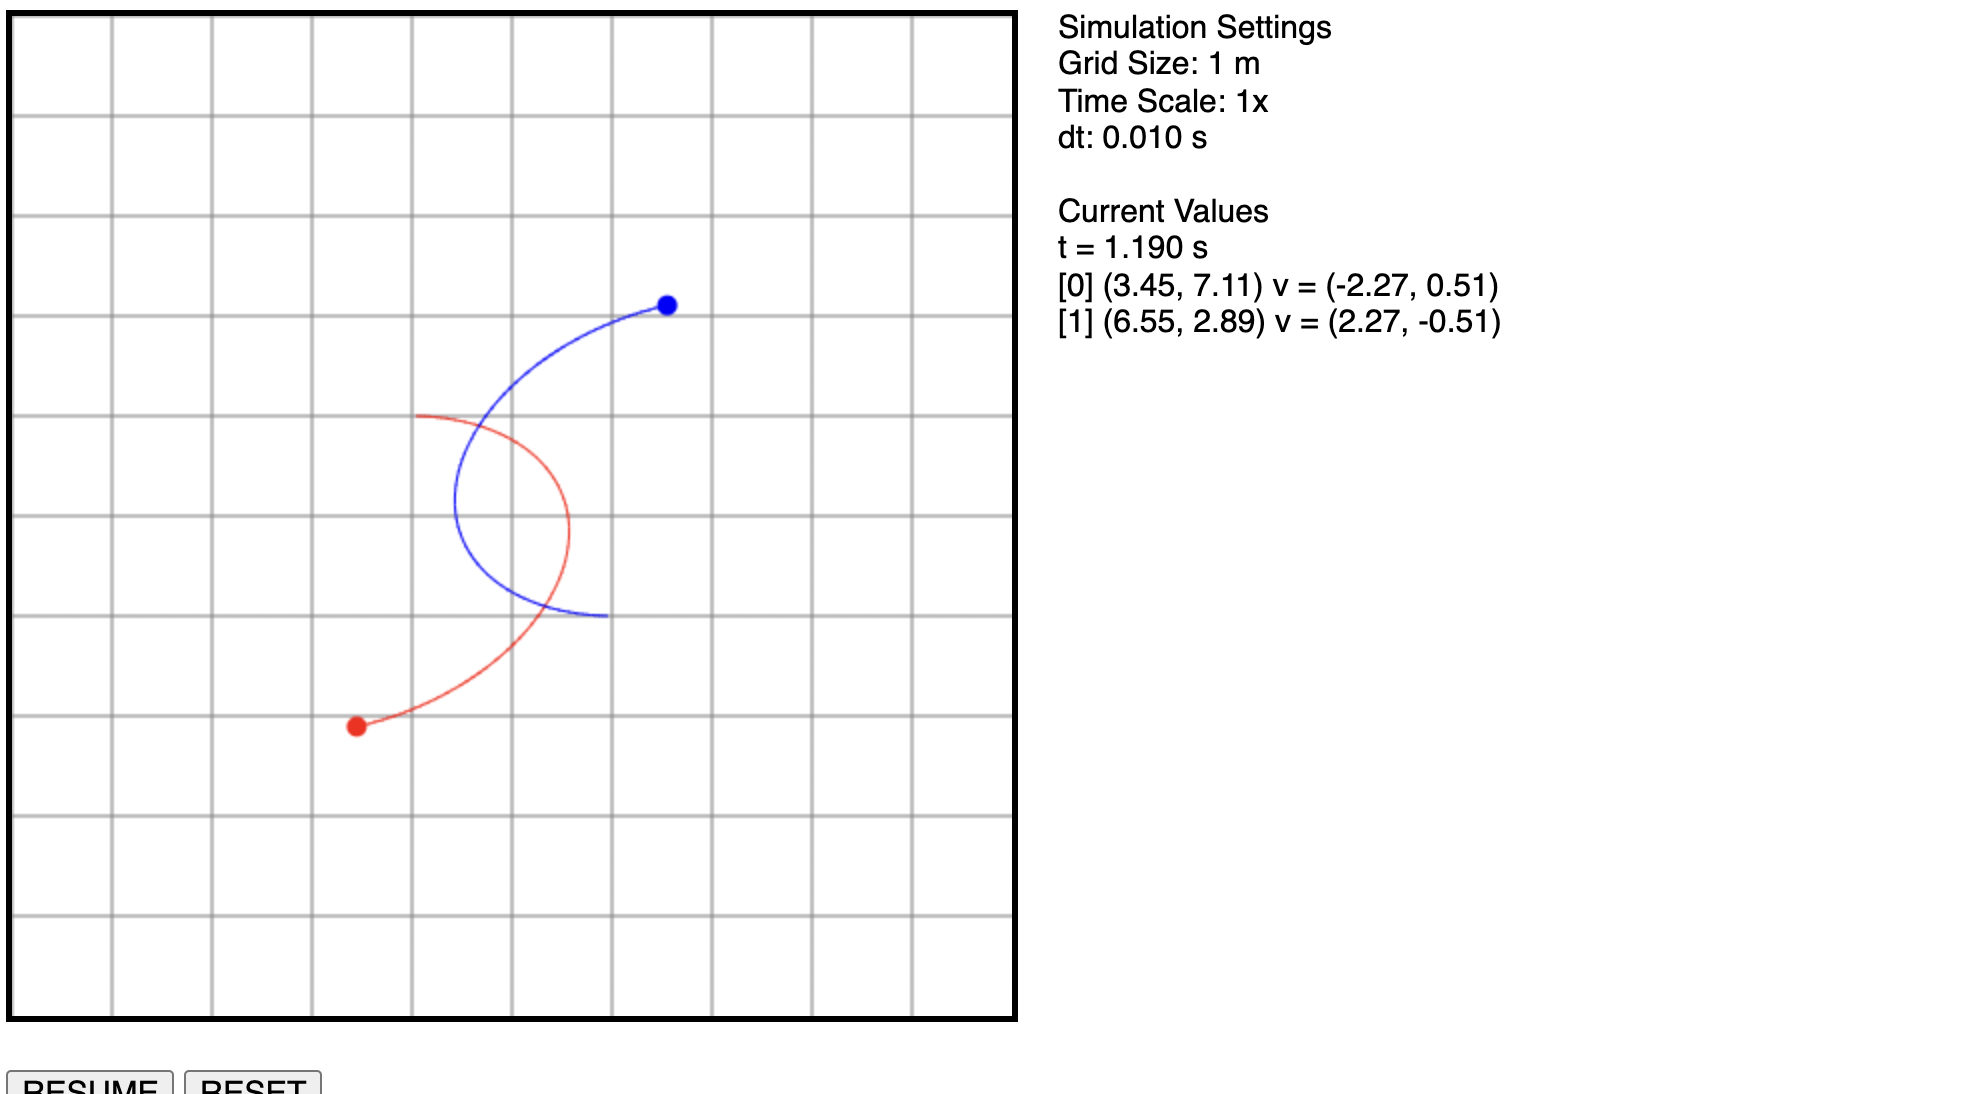 Simulation Settings
Grid Size: 1 m
Time Scale: 1x
dt: 0.010 s
Current Values
t = 1.190 s
[0] (3.45, 7.11) v = (-2.27, 0.51)
[1] (6.55, 2.89) v = (2.27, -0.51)
RESUME RESET